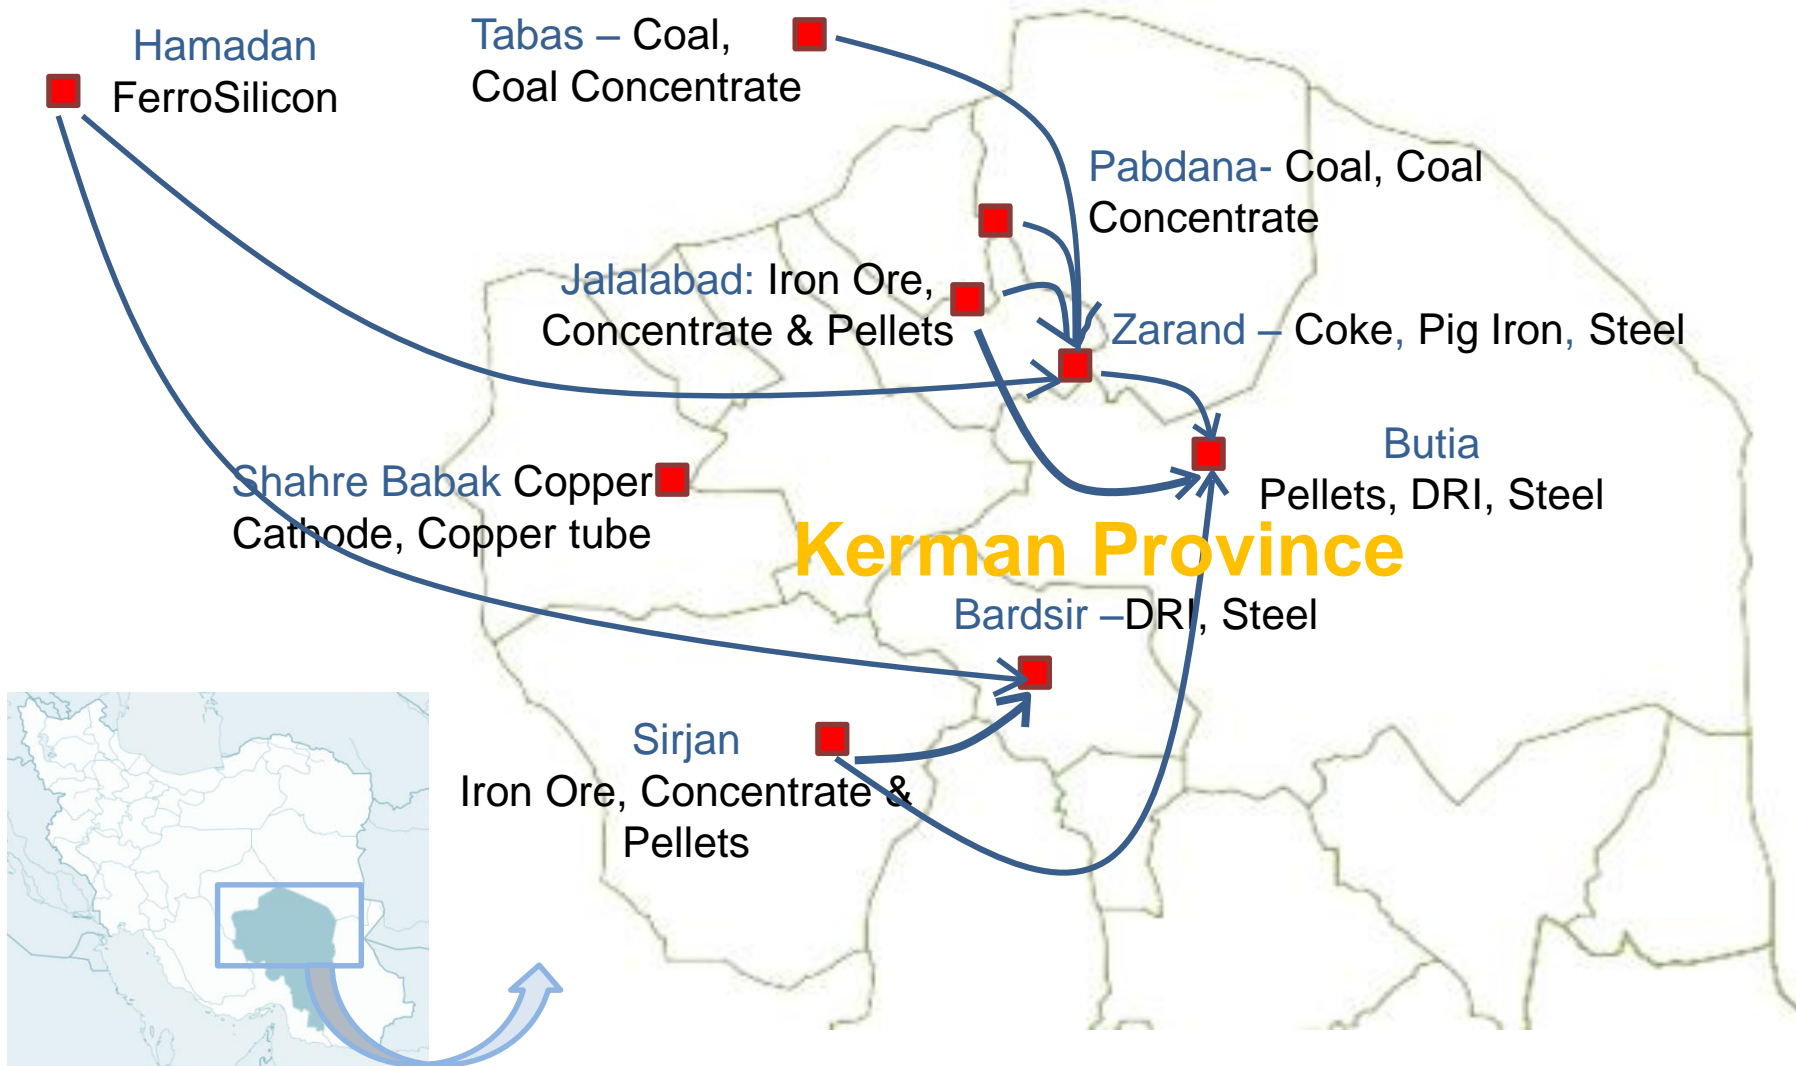 Hamadan
FerroSilicon
Tabas – Coal,
Coal Concentrate
Pabdana- Coal, Coal
Concentrate
Jalalabad: Iron Ore,
Concentrate & Pellets
Zarand – Coke, Pig Iron, Steel
Butia
Pellets, DRI, Steel
Shahre Babak Copper
Cathode, Copper tube
Kerman Province
Bardsir –DRI, Steel
Sirjan
Iron Ore, Concentrate &
Pellets